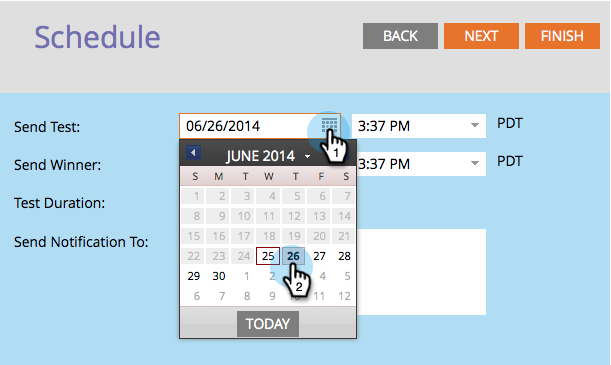 Schedule
BACK NEXT FINISH
Send Test: 06/26/2014 3:37 PM PDT
1
Send Winner: JUNE 2014 3:37 PM PDT
S M T W T F S
Test Duration: 1 2 3 4 5 6 7
8 9 10 11 12 13 14
Send Notification To: 15 16 17 18 19 20 21
22 23 24 25 26 27 28
29 30 1 2 4 5
2
6 7 8 9 11 12
TODAY